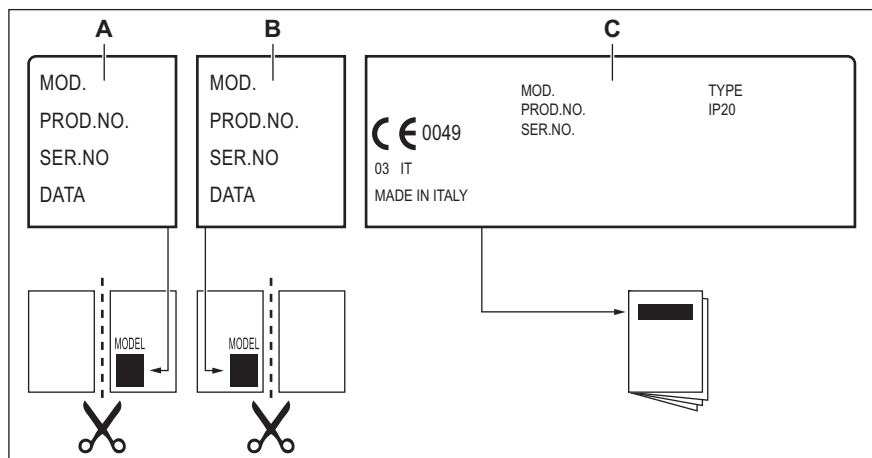 A
B
C
MOD.
PROD.NO.
SER.NO
DATA
MOD.
PROD.NO.
SER.NO
DATA
MOD.
PROD.NO.
SER.NO.
TYPE
IP20
CE 0049
03 IT
MADE IN ITALY
MODEL
MODEL